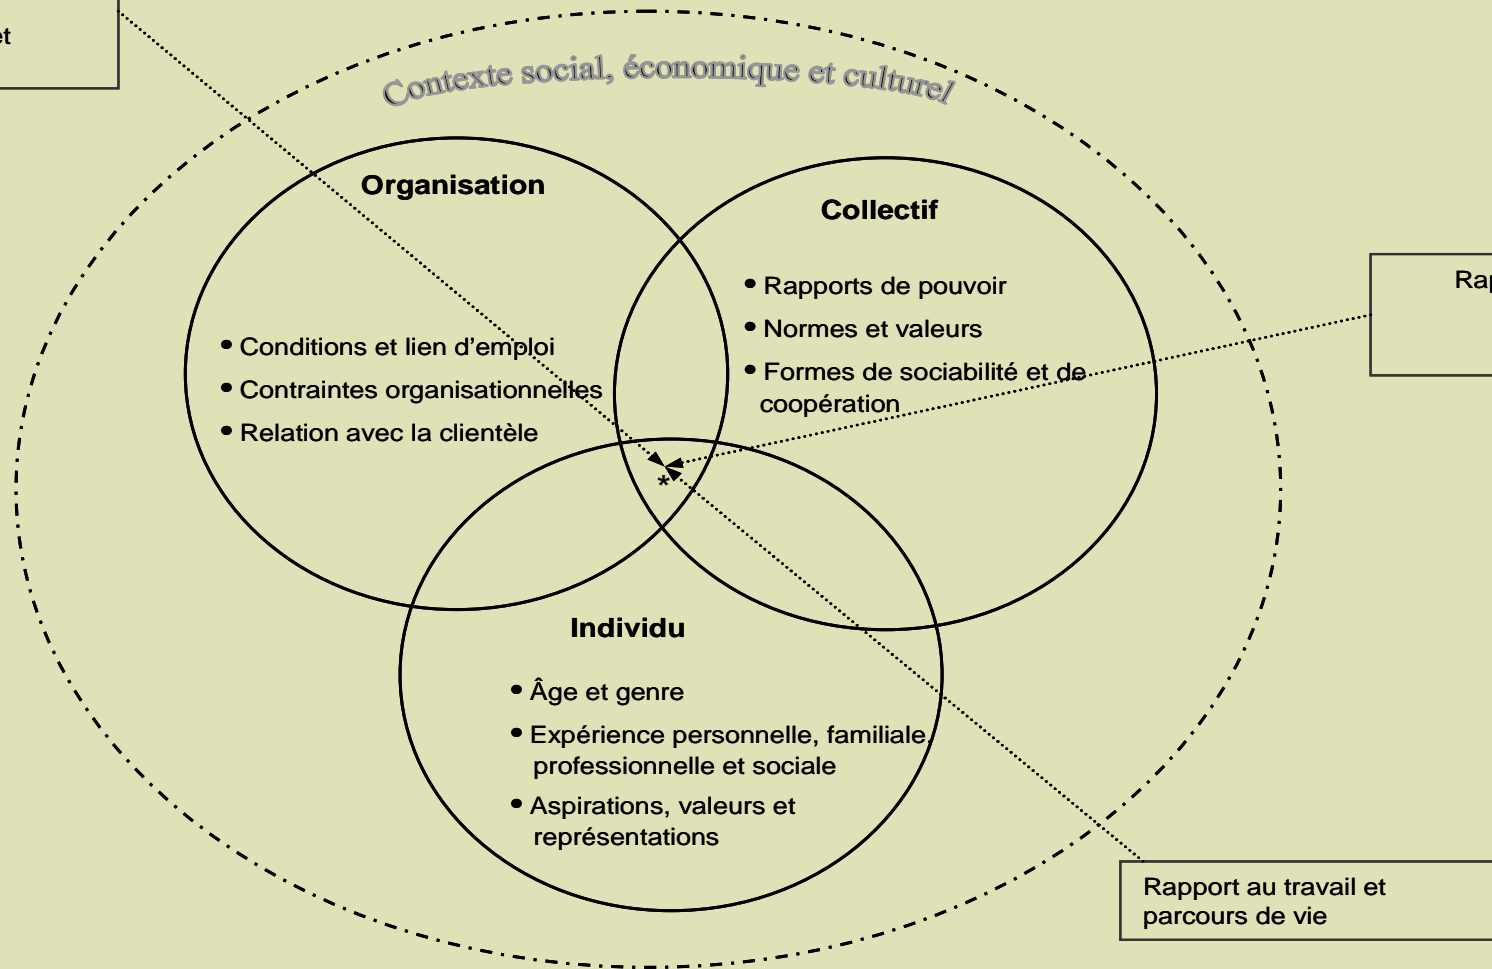 et
Contexte social, économique et culturel
Organisation
Collectif
• Rapports de pouvoir
• Normes et valeurs
• Formes de sociabilité et de
coopération
• Conditions et lien d’emploi
• Contraintes organisationnelles
• Relation avec la clientèle
*
Individu
• Âge et genre
• Expérience personnelle, familiale,
professionnelle et sociale
• Aspirations, valeurs et
représentations
Rapport au travail et
parcours de vie